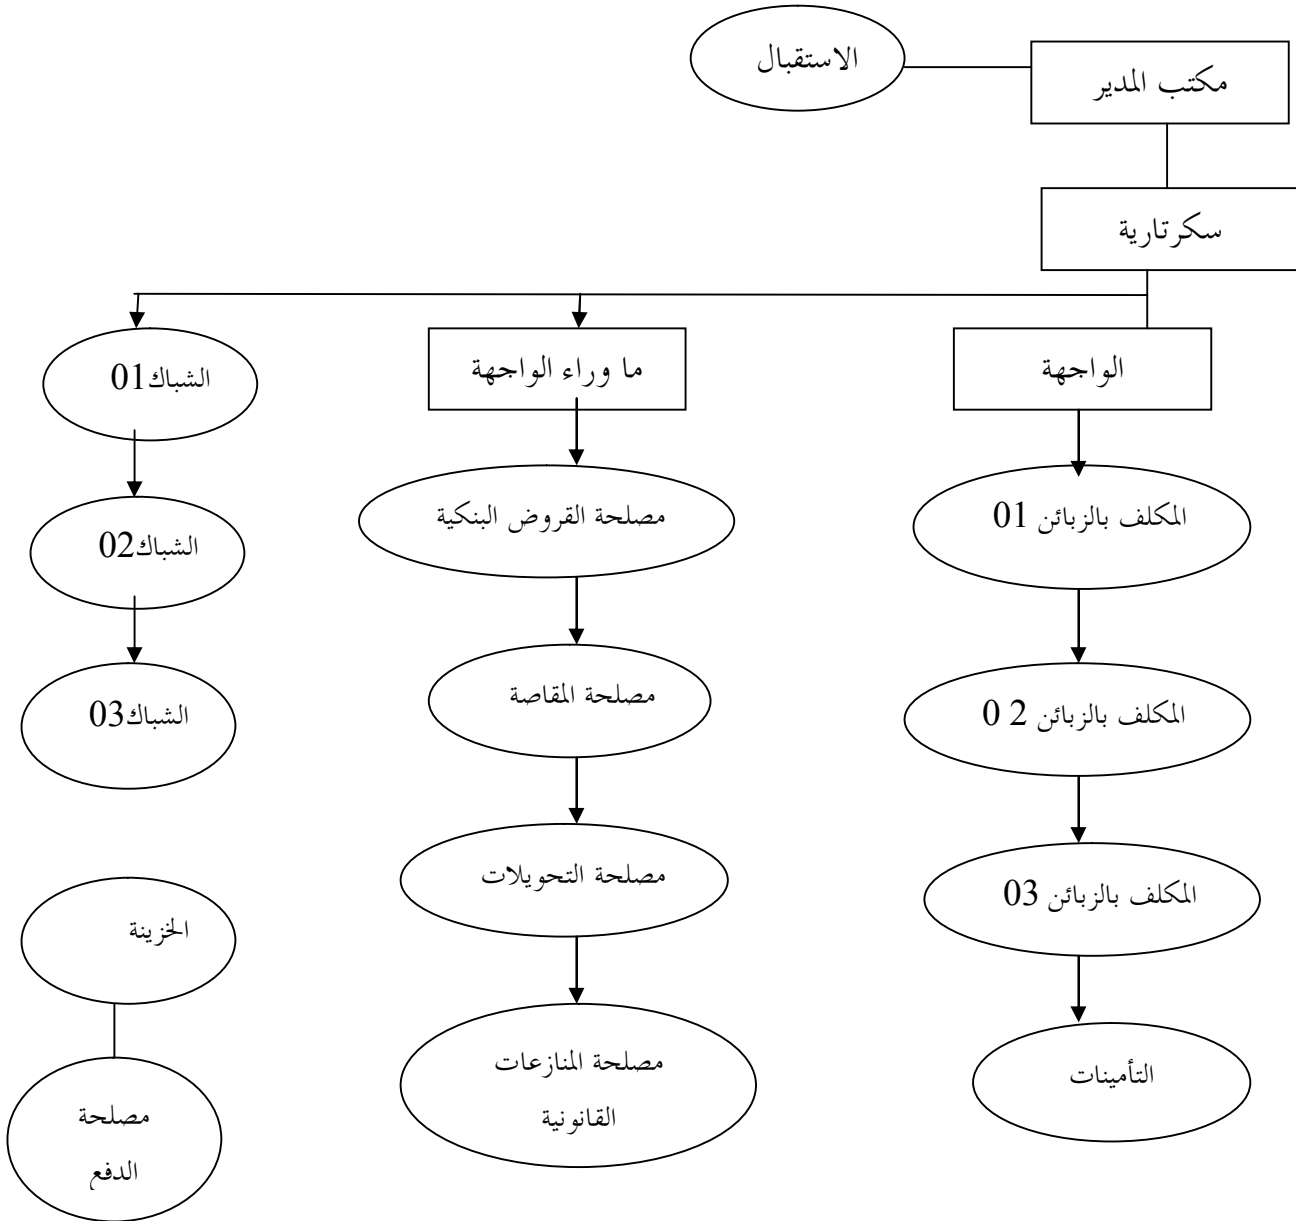 الاستقبال
مكتب المدير
سكرتارية
الواجهة
ما وراء الواجهة
الشباك01
المكلف بالزبائن 01
مصلحة القروض البنكية
الشباك02
المكلف بالزبائن 2 0
مصلحة المقاصة
الشباك03
المكلف بالزبائن 03
مصلحة التحويلات
الخزينة
التأمينات
مصلحة المنازعات
القانونية
مصلحة
الدفع